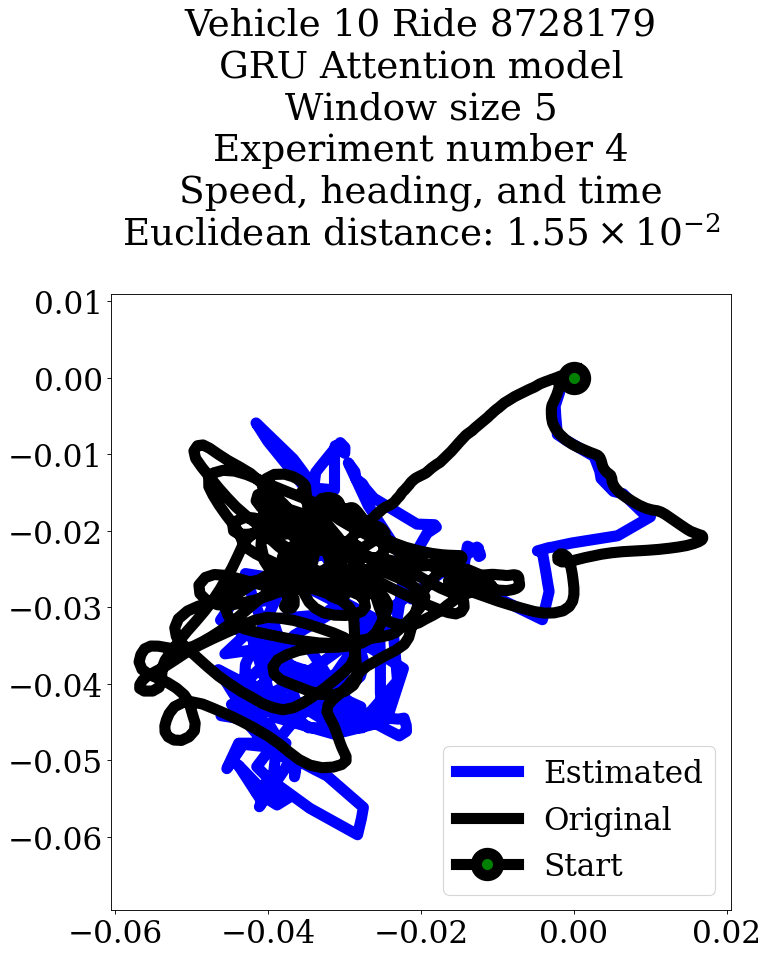 Vehicle 10 Ride 8728179
GRU Attention model
Window size 5
Experiment number 4
Speed, heading, and time
Euclidean distance: 1.55 × 10⁻²
0.01
0.00
−0.01
−0.02
−0.03
−0.04
−0.05
−0.06
Estimated
Original
Start
−0.06 −0.04 −0.02 0.00 0.02